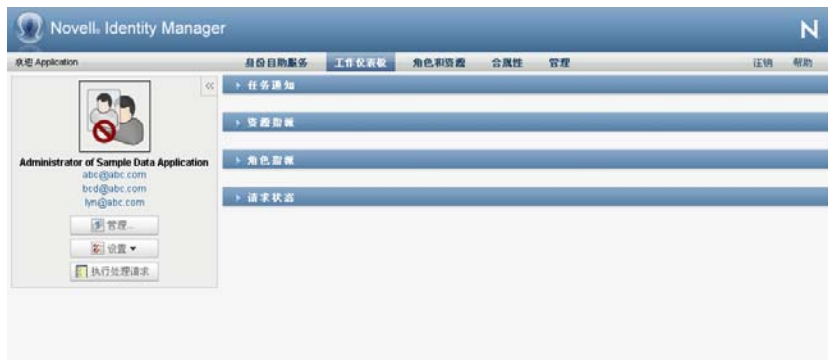 Novell® Identity Manager
N
欢迎 Application
身份自助服务 工作仪表板 角色和资源 合规性 管理 注销 帮助
Administrator of Sample Data Application
abc@abc.com
bcd@abc.com
lyn@abc.com
管理...
设置
执行处理请求
任务通知
资源指派
角色指派
请求状态